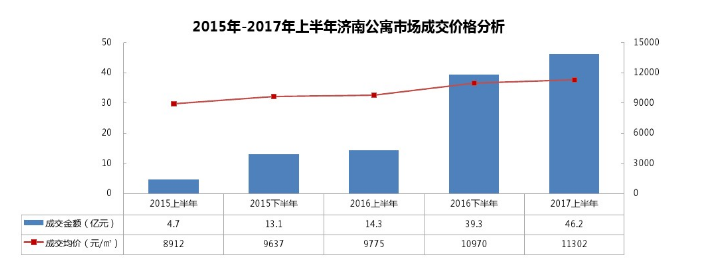 2015年-2017年上半年济南公寓市场成交价格分析
50 15000
40 12000
30 9000
20 6000
10 3000
0 0
2015上半年 2015下半年 2016上半年 2016下半年 2017上半年
成交金额（亿元） 4.7 13.1 14.3 39.3 46.2
成交均价（元/㎡） 8912 9637 9775 10970 11302